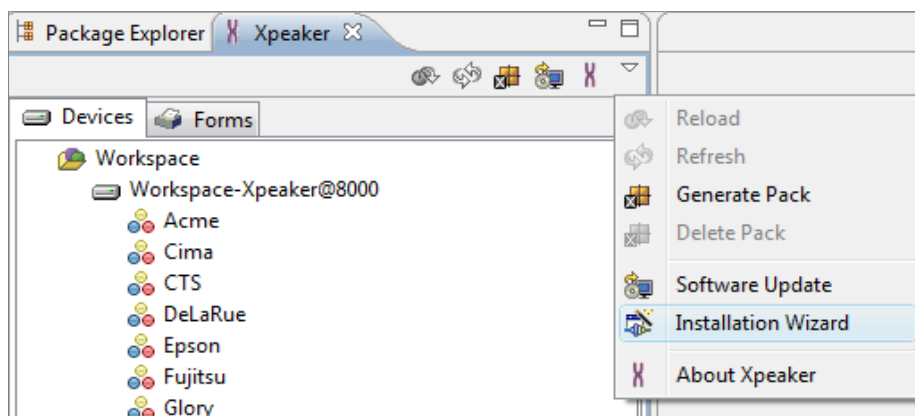 Package Explorer Xpeaker
Devices Forms
Workspace
Workspace-Xpeaker@8000
Acme
Cima
CTS
DeLaRue
Epson
Fujitsu
Glory
Reload
Refresh
Generate Pack
Delete Pack
Software Update
Installation Wizard
About Xpeaker